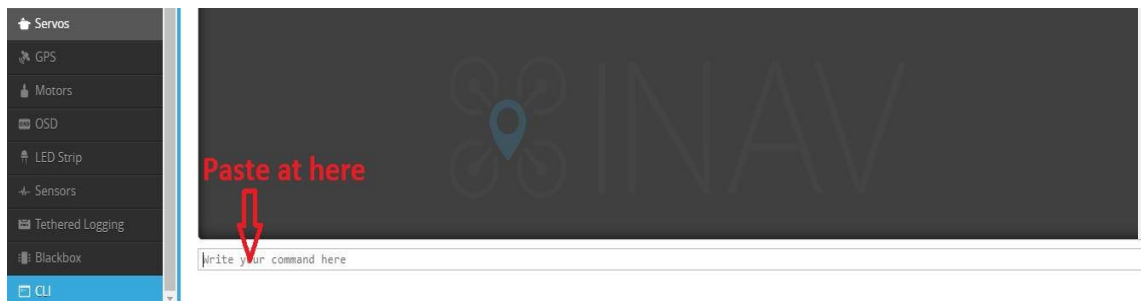 Servos
GPS
Motors
OSD
LED Strip
Sensors
Tethered Logging
Blackbox
CLI
INAV
Paste at here
Write your command here